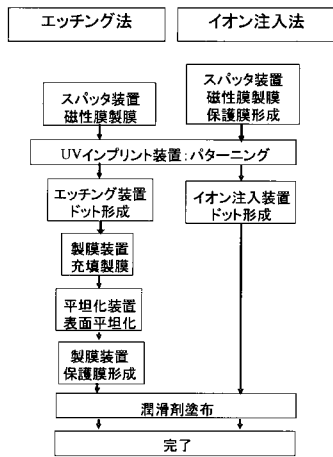 エッチング法
イオン注入法
スパッタ装置
磁性膜製膜
スパッタ装置
磁性膜製膜
保護膜形成
UVインプリント装置:パターニング
エッチング装置
ドット形成
イオン注入装置
ドット形成
製膜装置
充填製膜
平坦化装置
表面平坦化
製膜装置
保護膜形成
潤滑剤塗布
完了